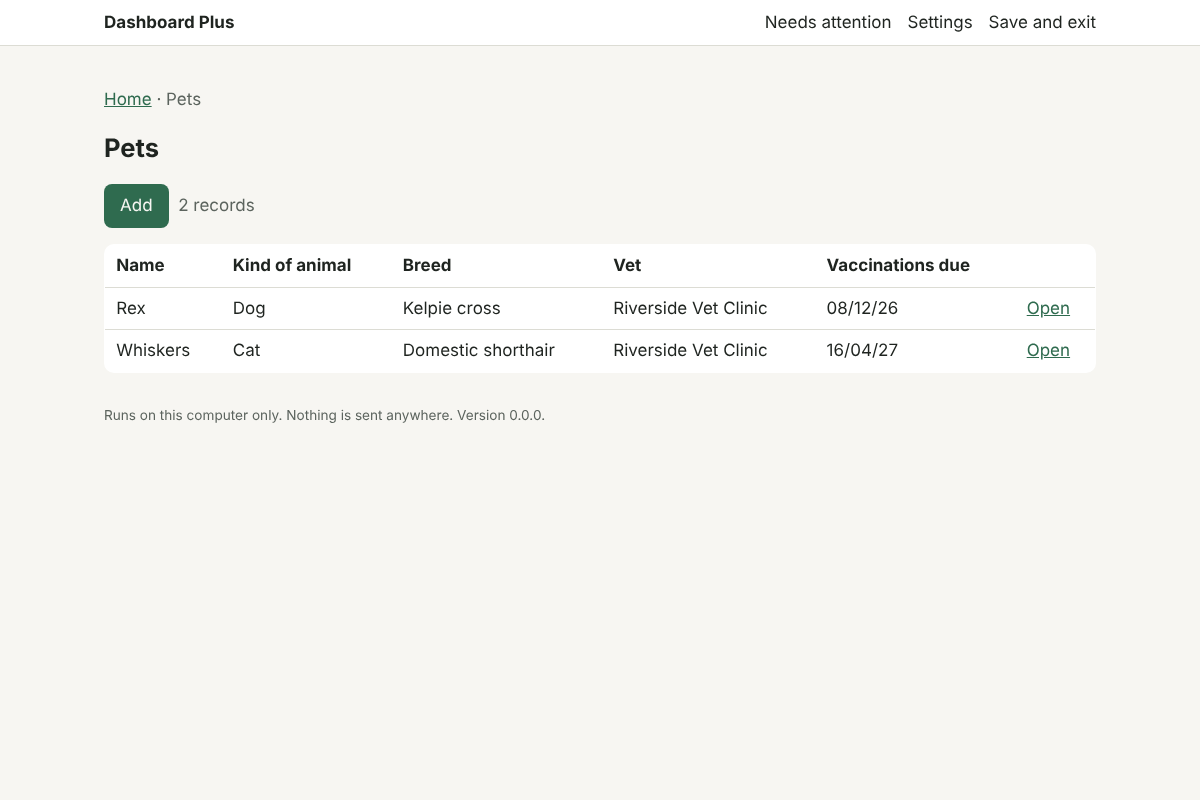 Dashboard Plus Needs attention Settings Save and exit
Home · Pets
Pets
Add 2 records
Name Kind of animal Breed Vet Vaccinations due
Rex Dog Kelpie cross Riverside Vet Clinic 08/12/26 Open
Whiskers Cat Domestic shorthair Riverside Vet Clinic 16/04/27 Open
Runs on this computer only. Nothing is sent anywhere. Version 0.0.0.